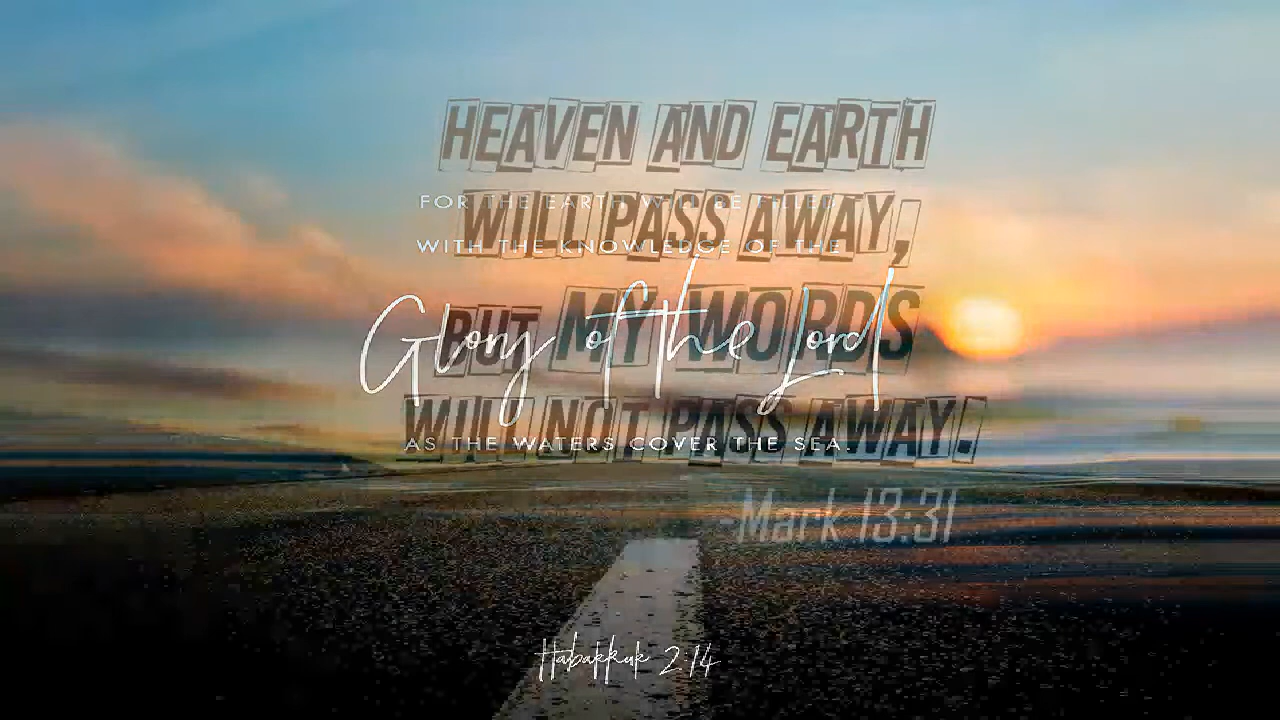 HEAVEN AND EARTH
WILL PASS AWAY,
BUT MY WORDS
WILL NOT PASS AWAY.
-Mark 13:31
FOR THE EARTH WILL BE FILLED
WITH THE KNOWLEDGE OF THE
Glory of the Lord
AS THE WATERS COVER THE SEA.
Habakkuk 2:14